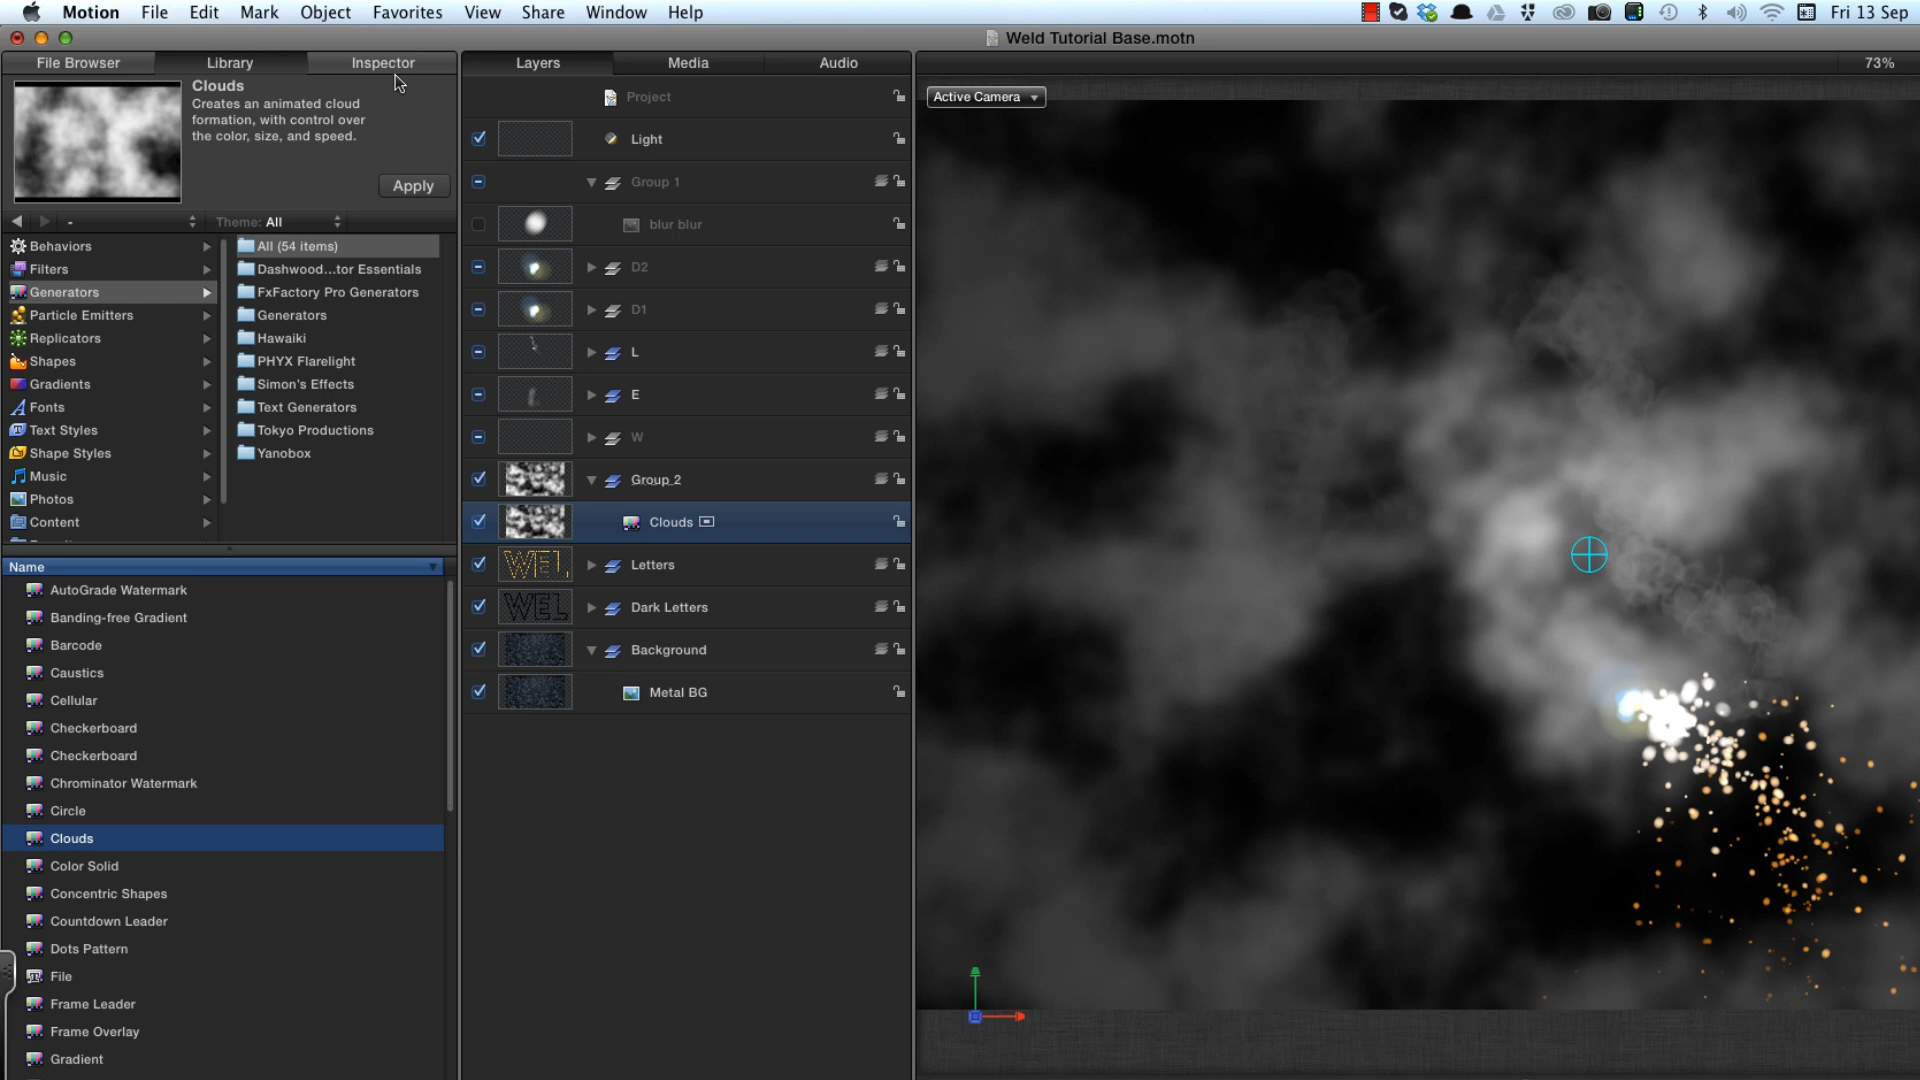 Motion File Edit Mark Object Favorites View Share Window Help Fri 13 Sep
Weld Tutorial Base.motn
File Browser Library Inspector Layers Media Audio 73%
Clouds
Creates an animated cloud
formation, with control over
the color, size, and speed.
Apply
- Theme: All
Behaviors
Filters
Generators
Particle Emitters
Replicators
Shapes
Gradients
Fonts
Text Styles
Shape Styles
Music
Photos
Content
All (54 items)
Dashwood...tor Essentials
FxFactory Pro Generators
Generators
Hawaiki
PHYX Flarelight
Simon's Effects
Text Generators
Tokyo Productions
Yanobox
Name
AutoGrade Watermark
Banding-free Gradient
Barcode
Caustics
Cellular
Checkerboard
Checkerboard
Chrominator Watermark
Circle
Clouds
Color Solid
Concentric Shapes
Countdown Leader
Dots Pattern
File
Frame Leader
Frame Overlay
Gradient
Project
Light
Group 1
blur blur
D2
D1
L
E
W
Group_2
Clouds
WEL Letters
WEL Dark Letters
Background
Metal BG
Active Camera